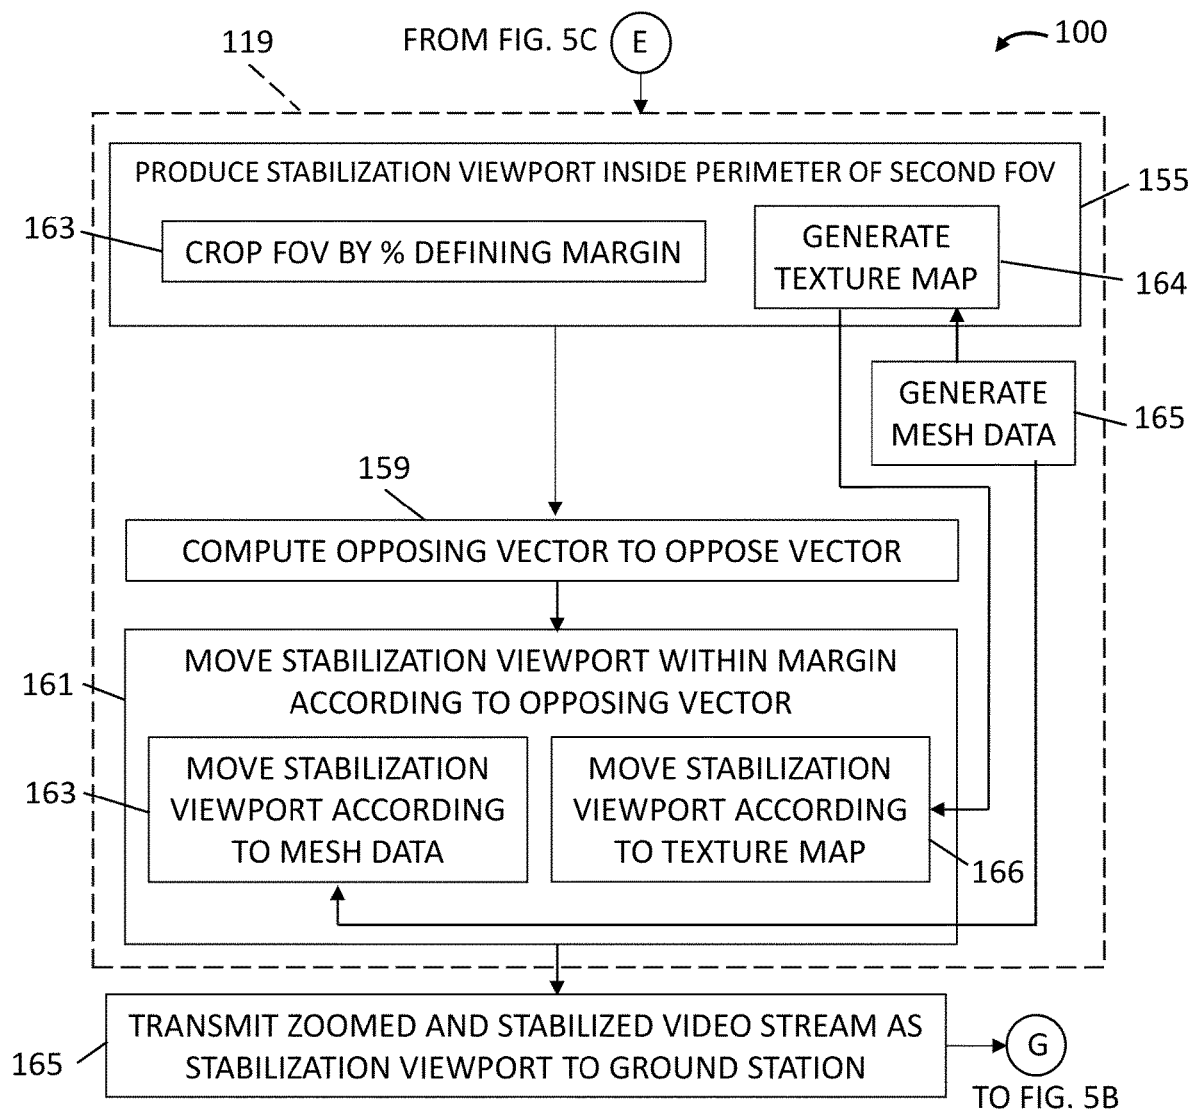 119
FROM FIG. 5C
E
100
PRODUCE STABILIZATION VIEWPORT INSIDE PERIMETER OF SECOND FOV
155
163
CROP FOV BY % DEFINING MARGIN
GENERATE
TEXTURE MAP
164
GENERATE
MESH DATA
165
159
COMPUTE OPPOSING VECTOR TO OPPOSE VECTOR
161
MOVE STABILIZATION VIEWPORT WITHIN MARGIN
ACCORDING TO OPPOSING VECTOR
163
MOVE STABILIZATION
VIEWPORT ACCORDING
TO MESH DATA
MOVE STABILIZATION
VIEWPORT ACCORDING
TO TEXTURE MAP
166
165
TRANSMIT ZOOMED AND STABILIZED VIDEO STREAM AS
STABILIZATION VIEWPORT TO GROUND STATION
G
TO FIG. 5B